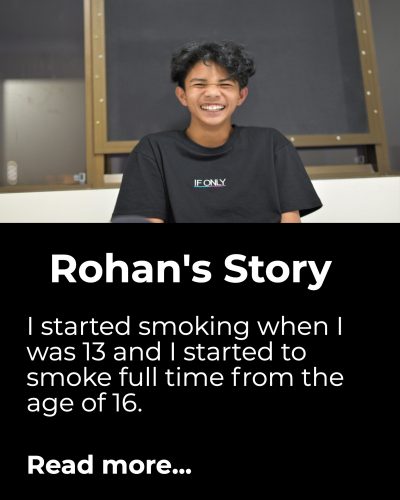 IF ONLY
Rohan's Story
I started smoking when I
was 13 and I started to
smoke full time from the
age of 16.
Read more...